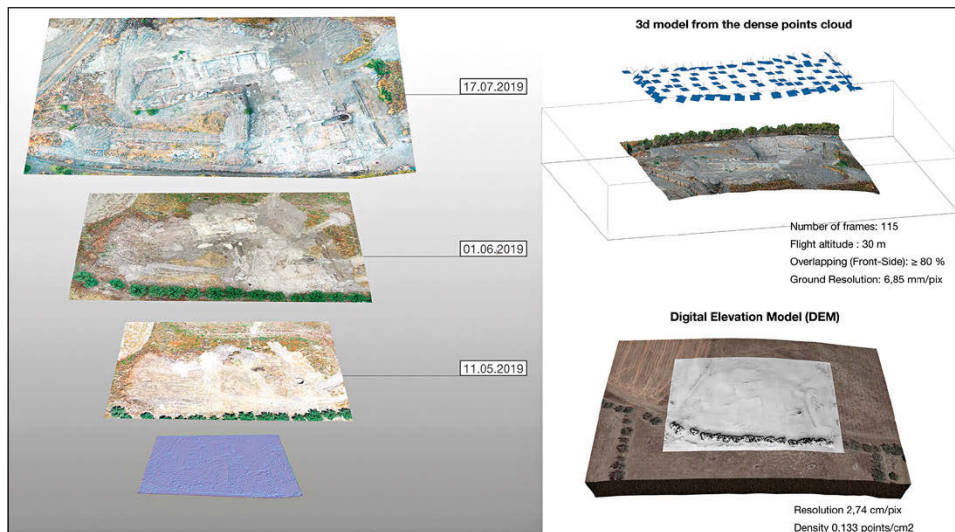 17.07.2019
01.06.2019
11.05.2019
3d model from the dense points cloud
Number of frames: 115
Flight altitude : 30 m
Overlapping (Front-Side): ≥ 80 %
Ground Resolution: 6,85 mm/pix
Digital Elevation Model (DEM)
Resolution 2,74 cm/pix
Density 0,133 points/cm2